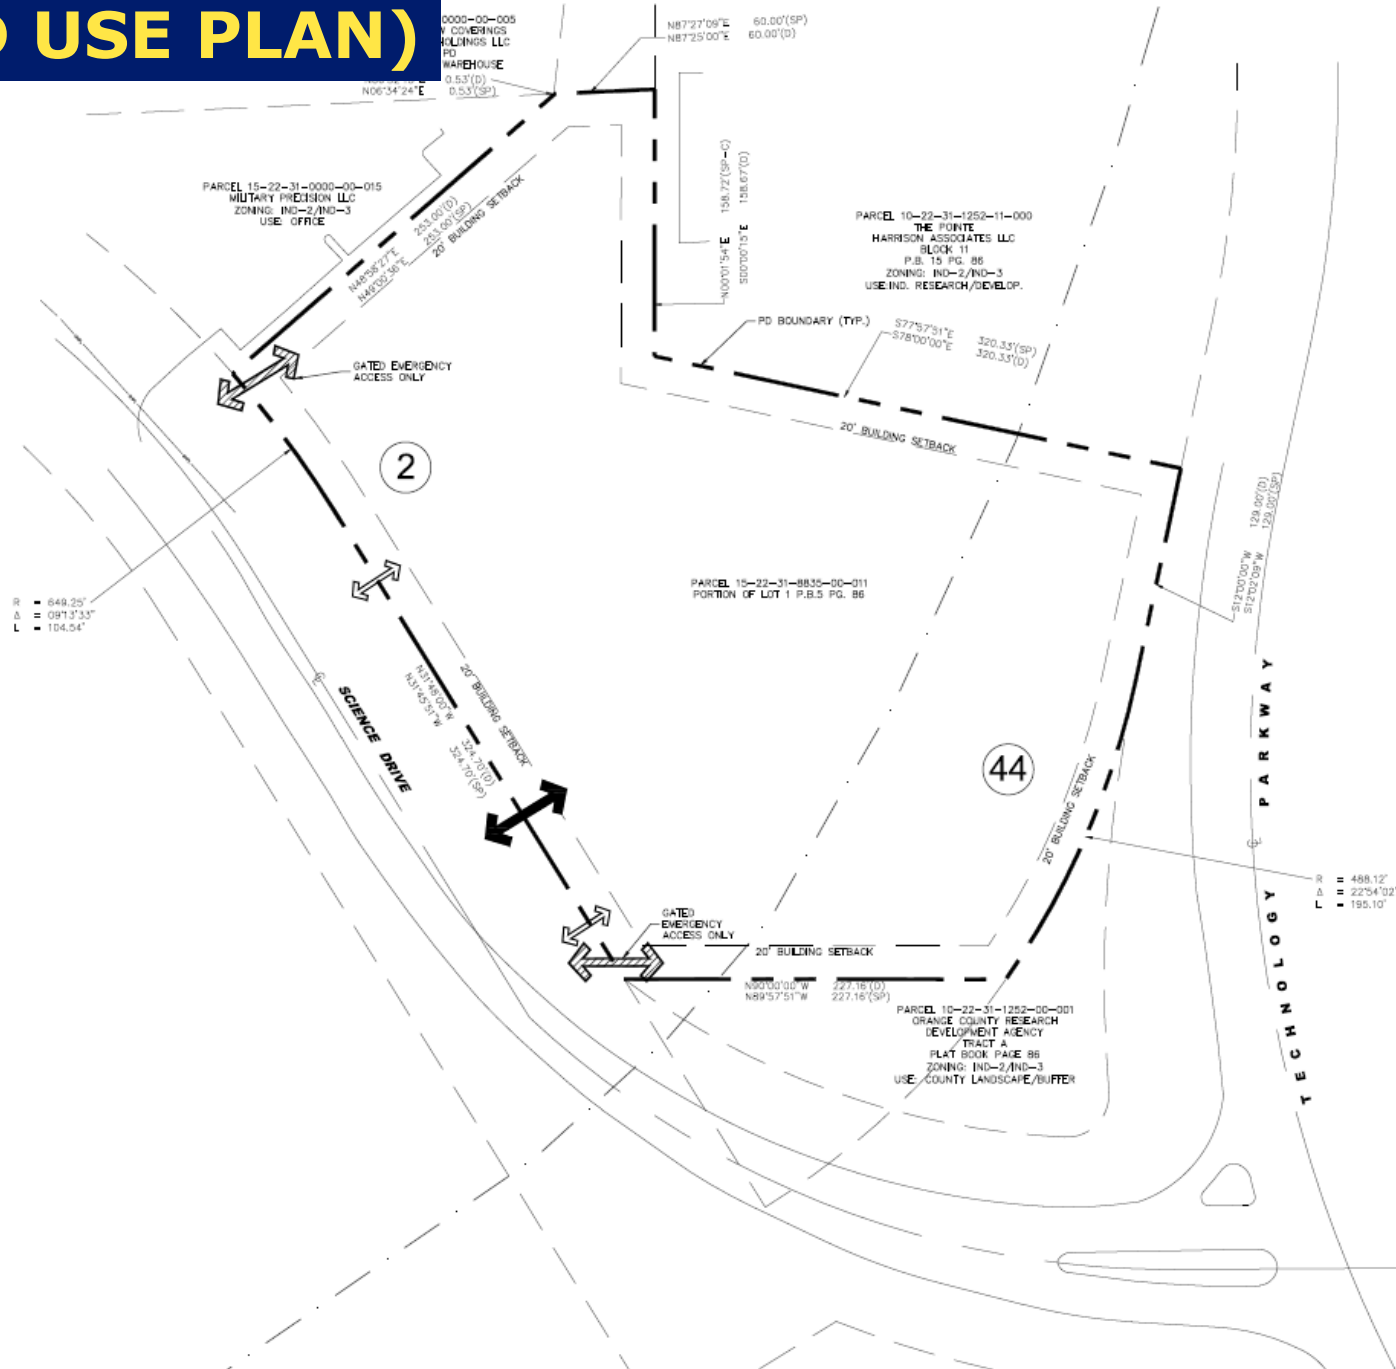 USE PLAN)
0000-00-005
COVERINGS
HOLDINGS LLC
PD
WAREHOUSE
0.53'(D)
N06°34'24"E 0.53'(SP)
N87°27'09"E 60.00'(SP)
N87°25'00"E 60.00'(D)
PARCEL 15-22-31-0000-00-015
MILITARY PRECISION LLC
ZONING: IND-2/IND-3
USE: OFFICE
N48°58'27"E 253.00'(D)
N49°00'36"E 253.00'(SP)
20' BUILDING SETBACK
N00°01'54"E 158.72'(SP-C)
S00°00'15"E 158.67'(D)
PARCEL 10-22-31-1252-11-000
THE POINTE
HARRISON ASSOCIATES LLC
BLOCK 11
P.B. 15 PG. 86
ZONING: IND-2/IND-3
USE:IND. RESEARCH/DEVELOP.
PD BOUNDARY (TYP.)
S77°57'51"E 320.33'(SP)
S78°00'00"E 320.33'(D)
GATED EMERGENCY
ACCESS ONLY
20' BUILDING SETBACK
2
129.00'(D)
129.00'(SP)
S12°00'00"W
S12°02'09"W
PARCEL 15-22-31-8835-00-011
PORTION OF LOT 1 P.B.5 PG. 86
R = 649.25'
Δ = 09°13'33"
L = 104.54'
N31°48'00"W 324.70'(D)
N31°45'51"W 324.70'(SP)
20' BUILDING SETBACK
SCIENCE DRIVE
44
20' BUILDING SETBACK
TECHNOLOGY PARKWAY
R = 488.12'
Δ = 22°54'02"
L = 195.10'
GATED
EMERGENCY
ACCESS ONLY
20' BUILDING SETBACK
N90°00'00"W 227.16'(D)
N89°57'51"W 227.16'(SP)
PARCEL 10-22-31-1252-00-001
ORANGE COUNTY RESEARCH
DEVELOPMENT AGENCY
TRACT A
PLAT BOOK PAGE 86
ZONING: IND-2/IND-3
USE: COUNTY LANDSCAPE/BUFFER